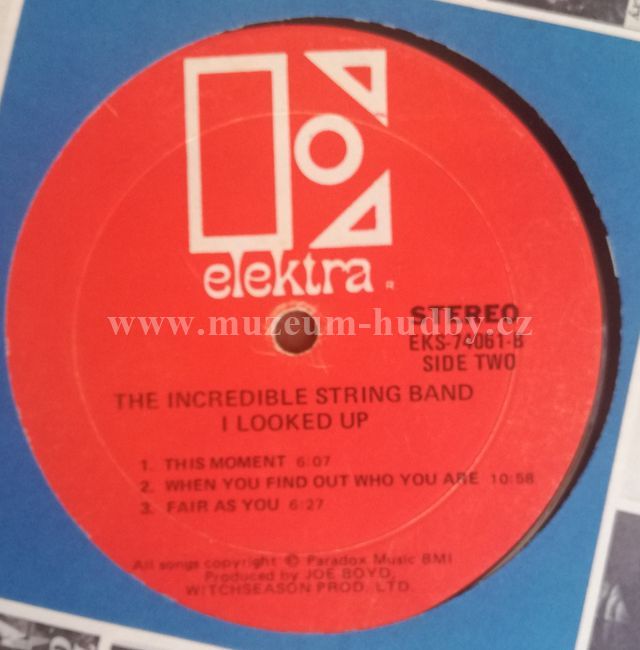 elektra ®
STEREO
www.muzeum-hudby.cz
EKS-74061-B
SIDE TWO
THE INCREDIBLE STRING BAND
I LOOKED UP
1. THIS MOMENT 6:07
2. WHEN YOU FIND OUT WHO YOU ARE 10:58
3. FAIR AS YOU 6:27
All songs copyright © Paradox Music BMI
Produced by JOE BOYD,
WITCHSEASON PROD. LTD.